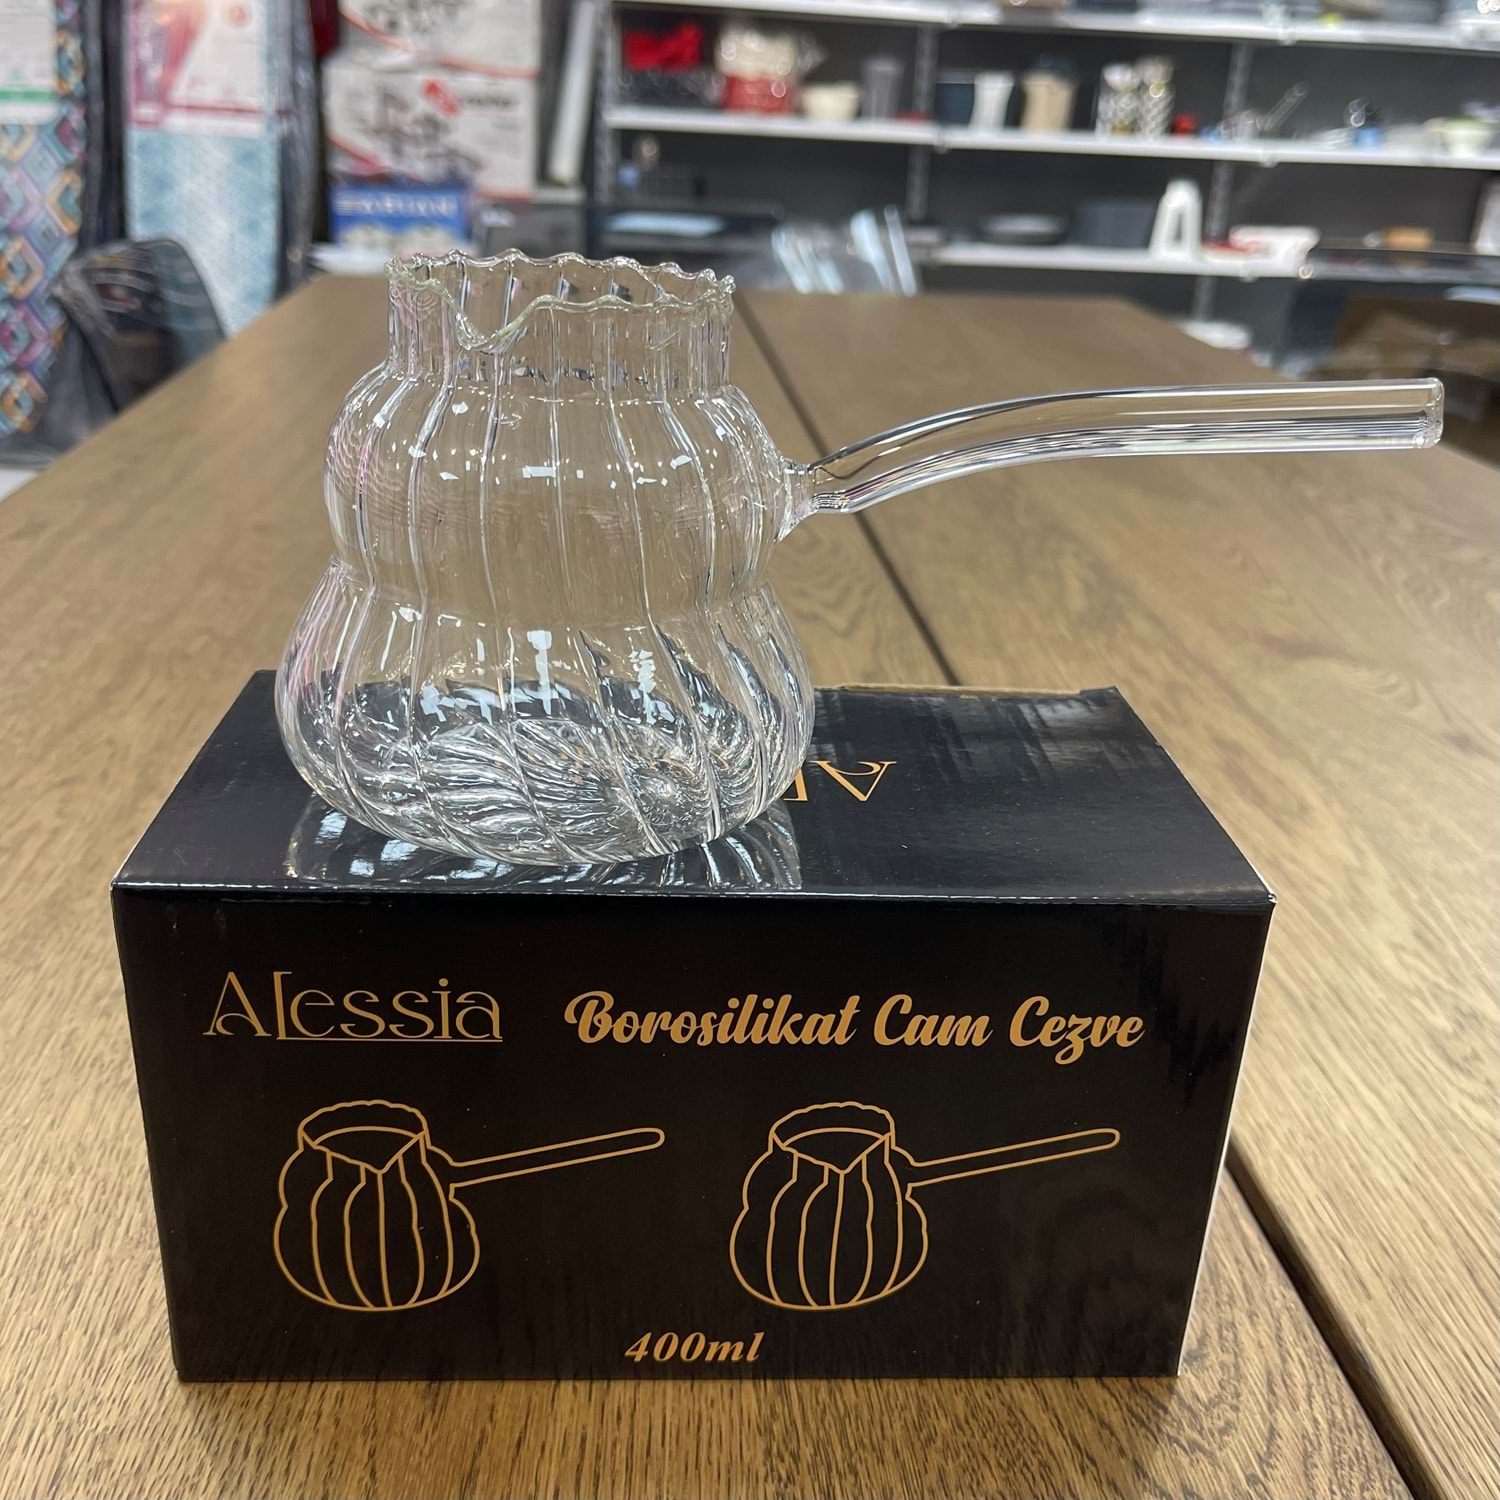 Alessia
Borosilikat Cam Cezve
400ml